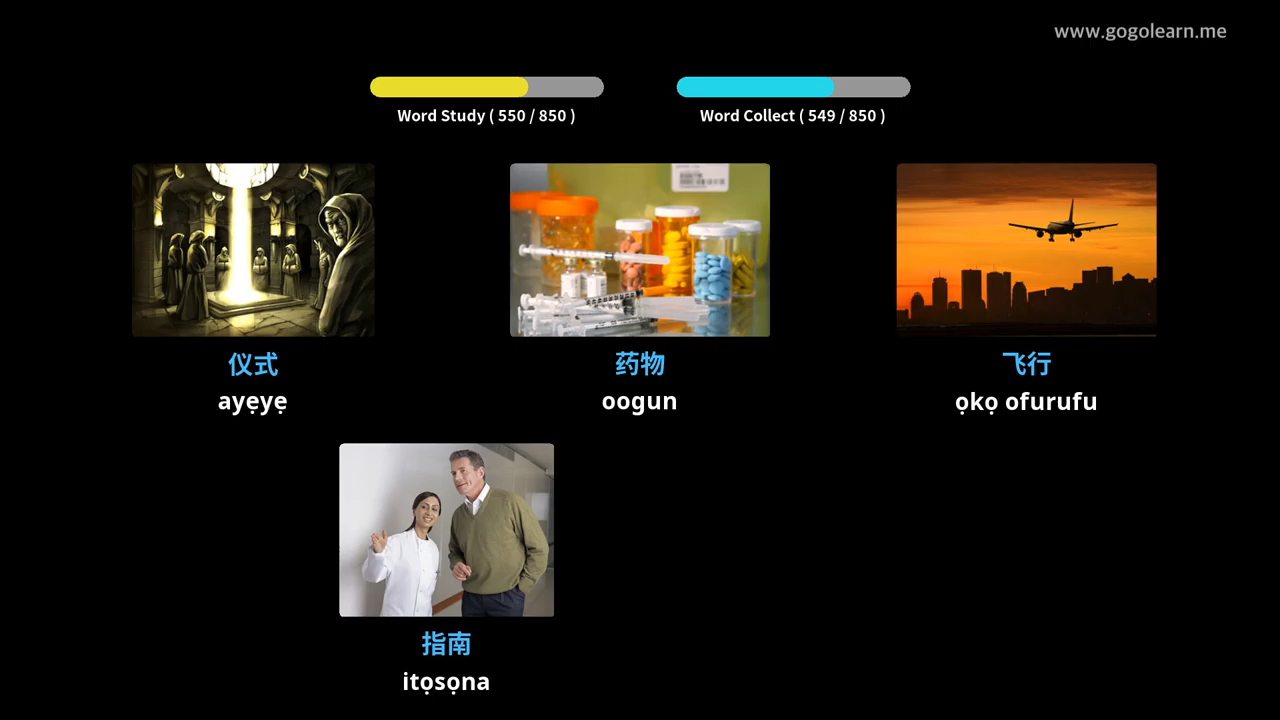 www.gogolearn.me
Word Study ( 550 / 850 )
Word Collect ( 549 / 850 )
仪式
ayẹyẹ
药物
oogun
飞行
ọkọ ofurufu
指南
itọsọna